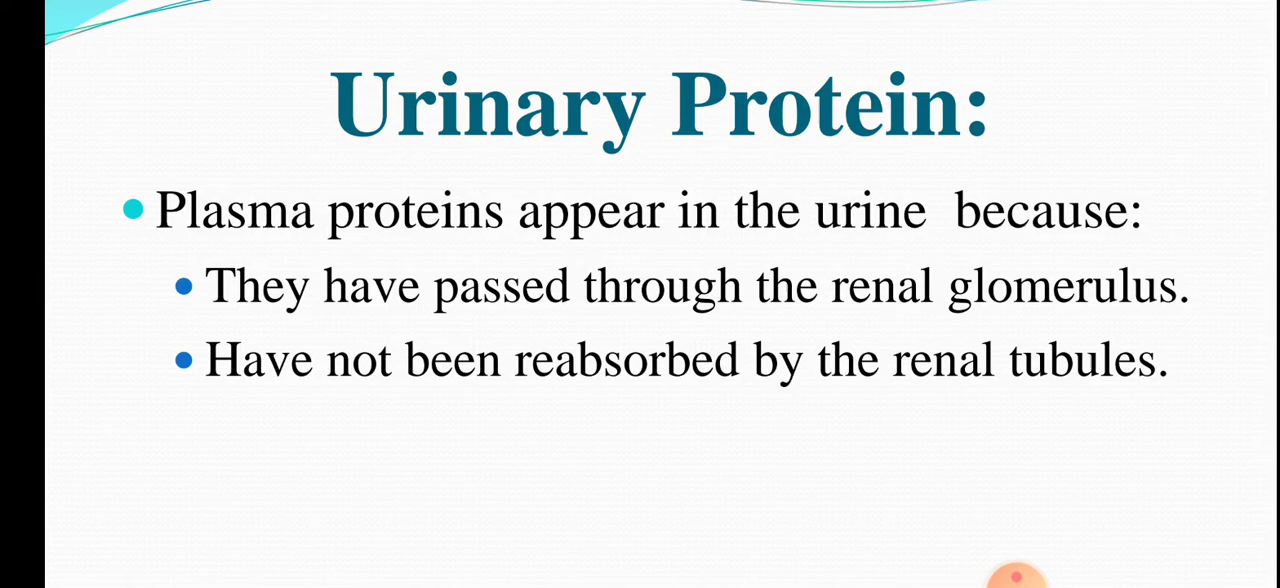 Urinary Protein:
Plasma proteins appear in the urine because:
They have passed through the renal glomerulus.
Have not been reabsorbed by the renal tubules.